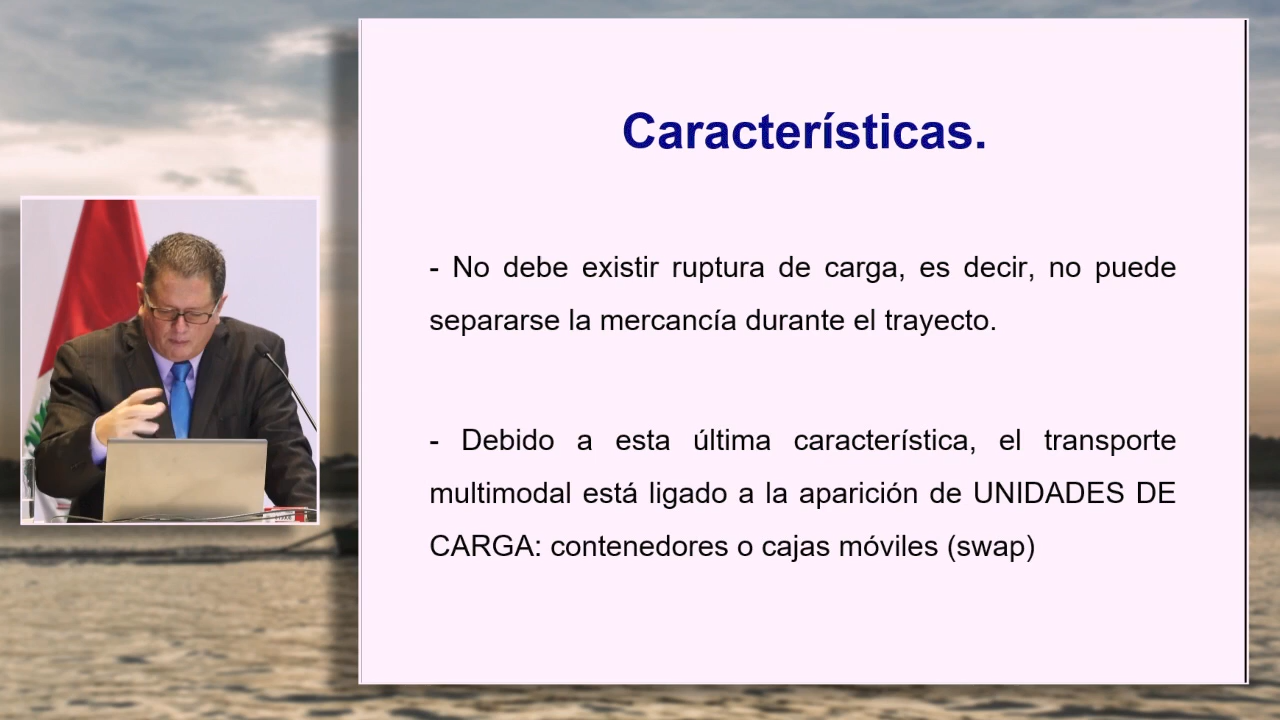 Características.
- No debe existir ruptura de carga, es decir, no puede
separarse la mercancía durante el trayecto.
- Debido a esta última característica, el transporte
multimodal está ligado a la aparición de UNIDADES DE
CARGA: contenedores o cajas móviles (swap)